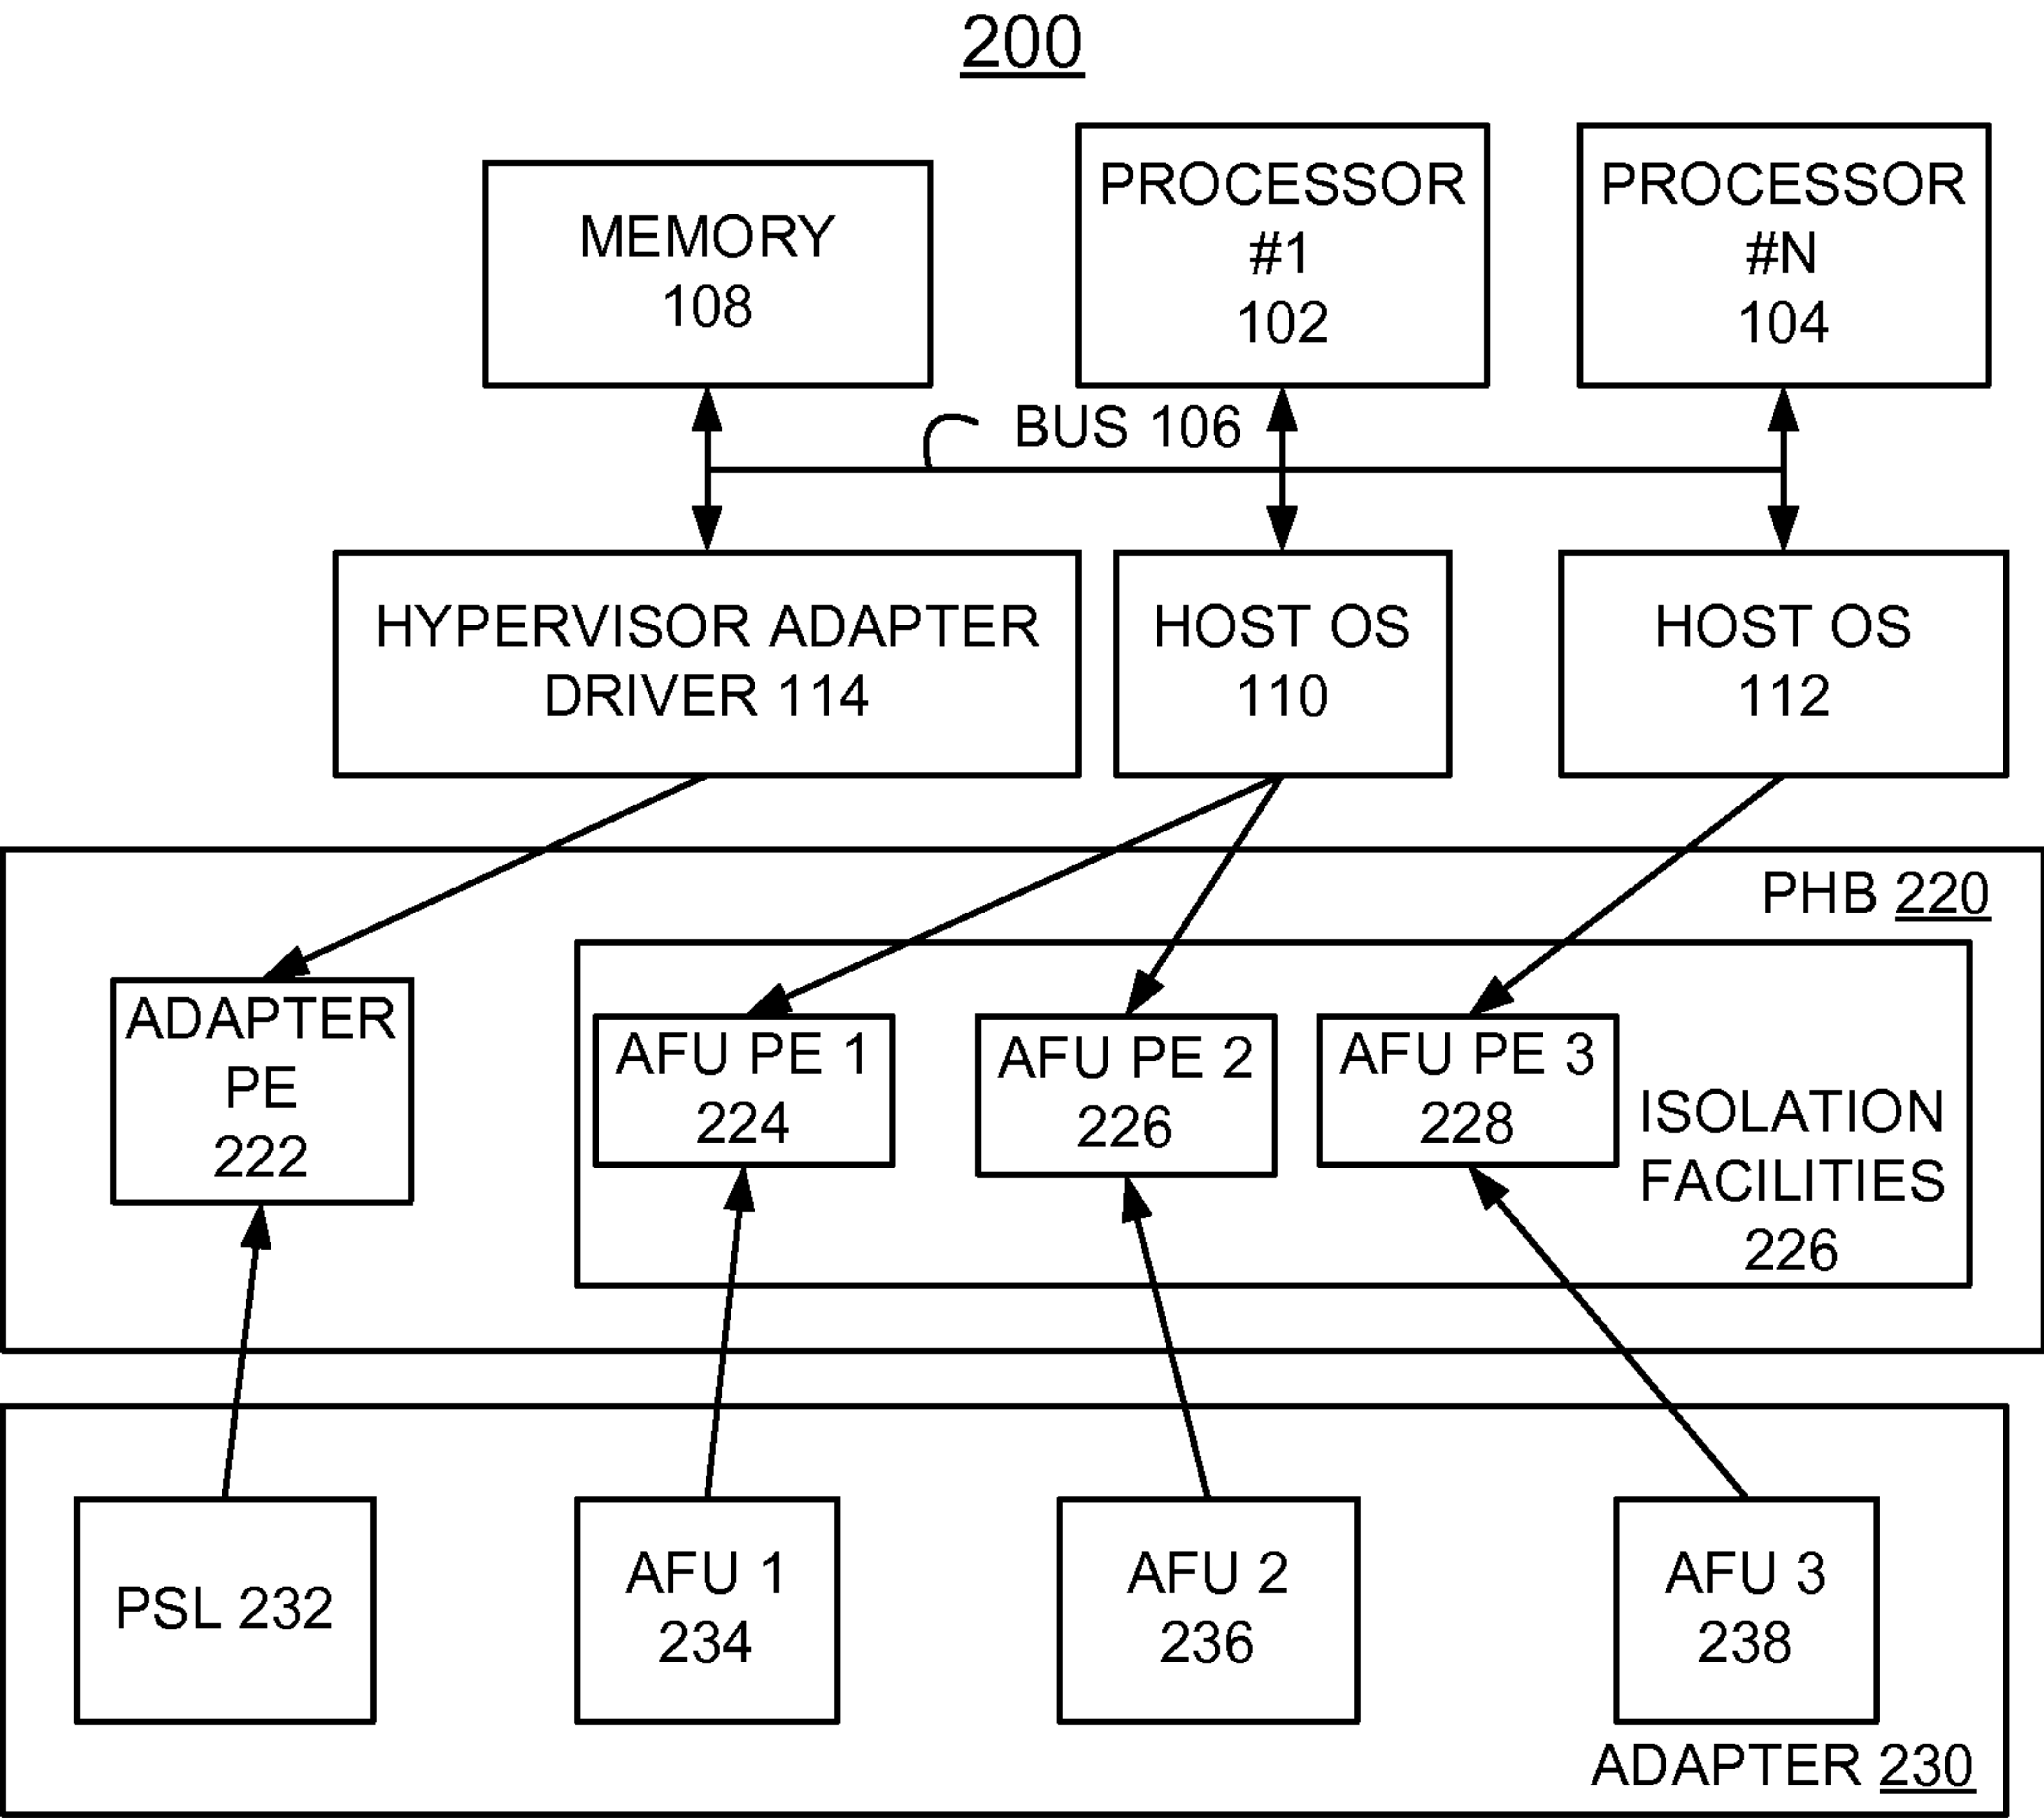 200
MEMORY
108
PROCESSOR
#1
102
PROCESSOR
#N
104
BUS 106
HYPERVISOR ADAPTER
DRIVER 114
HOST OS
110
HOST OS
112
PHB 220
ADAPTER
PE
222
AFU PE 1
224
AFU PE 2
226
AFU PE 3
228
ISOLATION
FACILITIES
226
PSL 232
AFU 1
234
AFU 2
236
AFU 3
238
ADAPTER 230